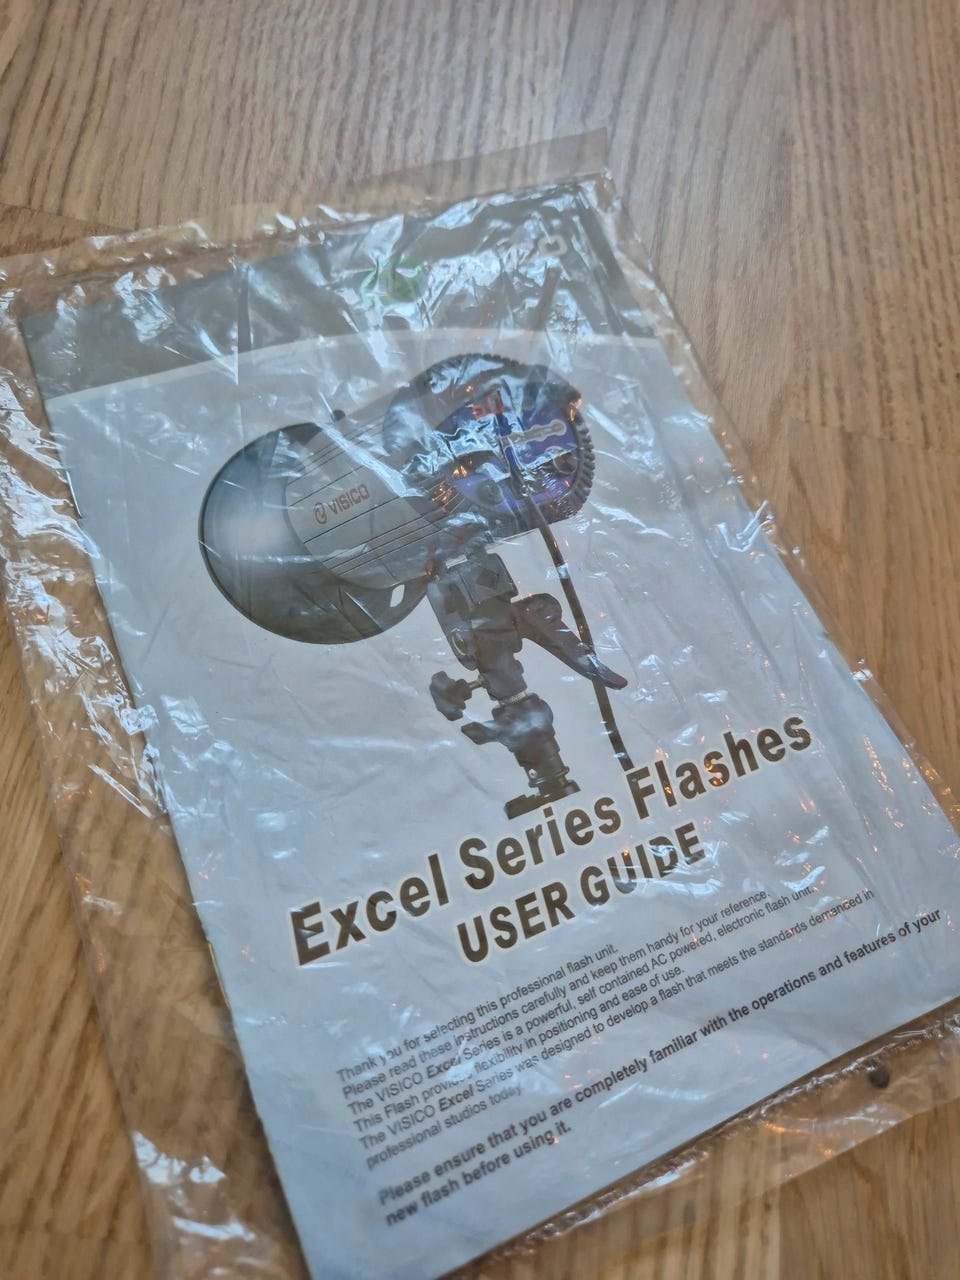 VISICO
5.0
VISICO
Excel Series Flashes
USER GUIDE
Thank you for selecting this professional flash unit.
Please read these instructions carefully and keep them handy for your reference.
The VISICO Excel Series is a powerful, self contained AC powered, electronic flash unit.
This Flash provides flexibility in positioning and ease of use.
The VISICO Excel Series was designed to develop a flash that meets the standards demanced in
professional studios today.
Please ensure that you are completely familiar with the operations and features of your
new flash before using it.